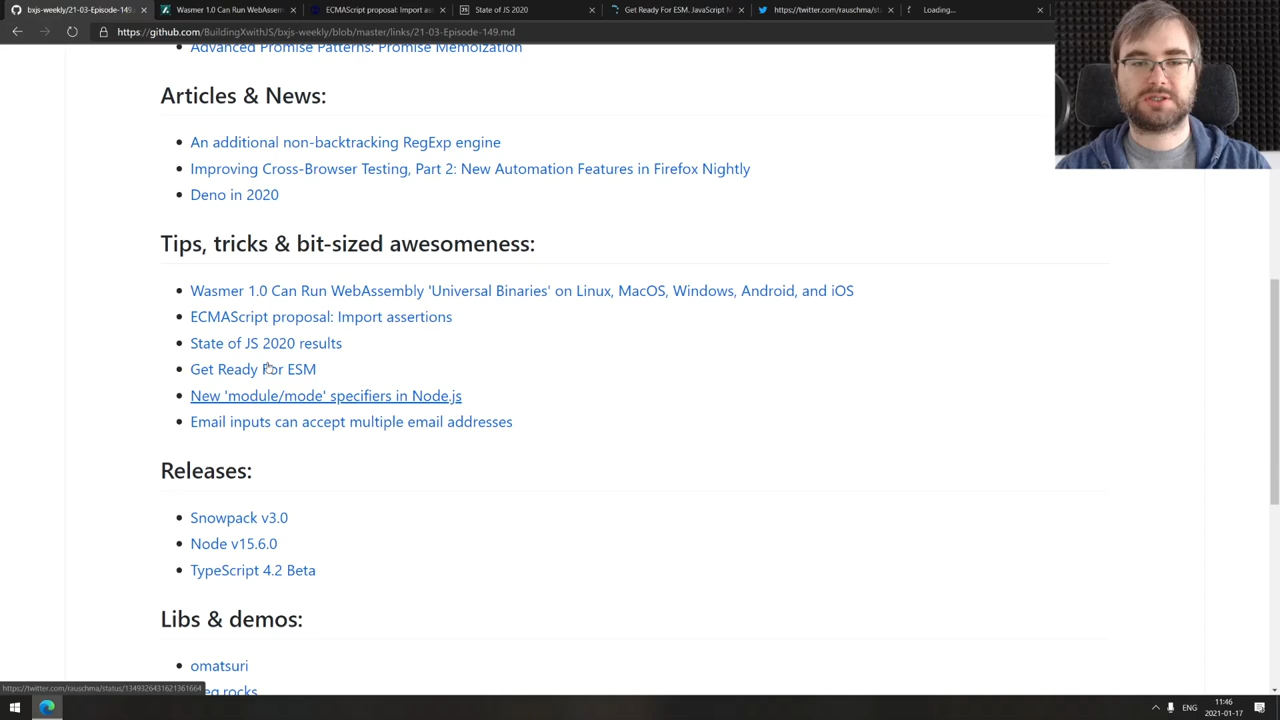 bxjs-weekly/21-03-Episode-149.
Wasmer 1.0 Can Run WebAssem
ECMAScript proposal: Import as
State of JS 2020
Get Ready For ESM. JavaScript M
https://twitter.com/rauschma/st
Loading...
https://github.com/BuildingXwithJS/bxjs-weekly/blob/master/links/21-03-Episode-149.md
Advanced Promise Patterns: Promise Memoization
Articles & News:
An additional non-backtracking RegExp engine
Improving Cross-Browser Testing, Part 2: New Automation Features in Firefox Nightly
Deno in 2020
Tips, tricks & bit-sized awesomeness:
Wasmer 1.0 Can Run WebAssembly 'Universal Binaries' on Linux, MacOS, Windows, Android, and iOS
ECMAScript proposal: Import assertions
State of JS 2020 results
Get Ready For ESM
New 'module/mode' specifiers in Node.js
Email inputs can accept multiple email addresses
Releases:
Snowpack v3.0
Node v15.6.0
TypeScript 4.2 Beta
Libs & demos:
omatsuri
rocks
https://twitter.com/rauschma/status/1349326431621361664
ENG
11:46
2021-01-17